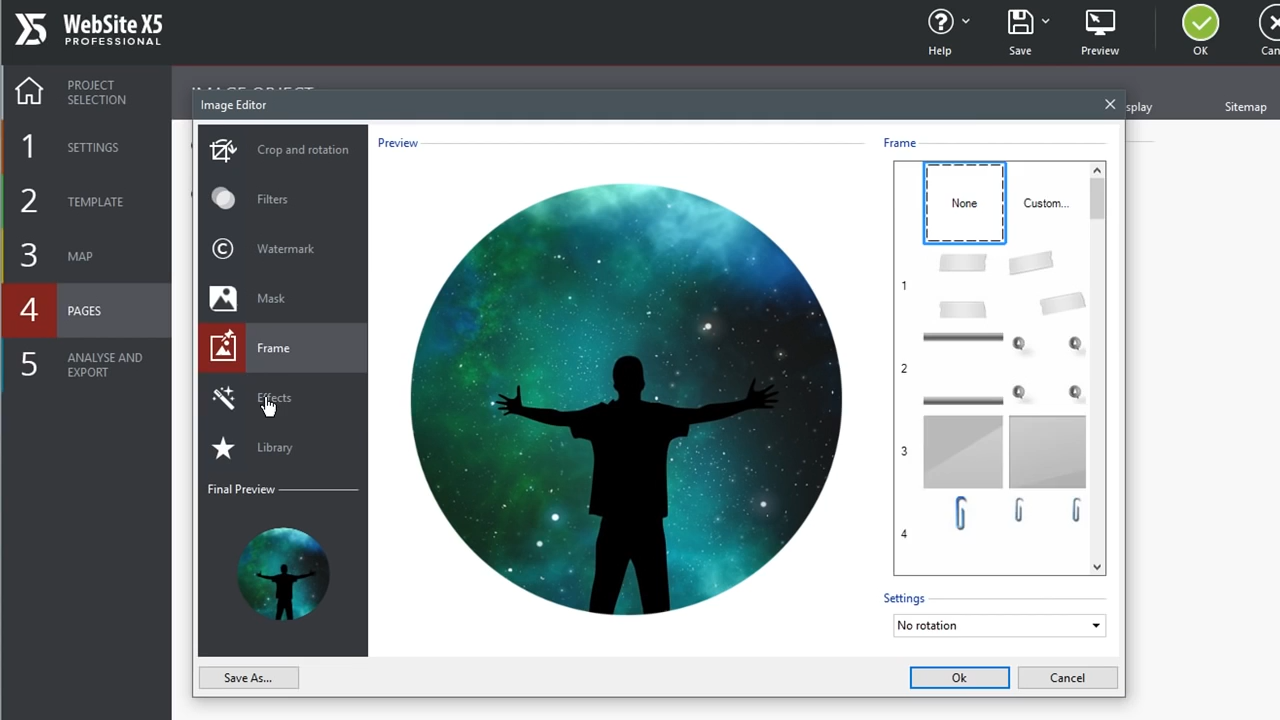 WebSite X5
PROFESSIONAL
Help
Save
Preview
OK
PROJECT
SELECTION
1 SETTINGS
2 TEMPLATE
3 MAP
4 PAGES
5 ANALYSE AND
EXPORT
IMAGE OBJECT
Sitemap
Image Editor
Crop and rotation
Filters
Watermark
Mask
Frame
Effects
Library
Final Preview
Preview
Frame
None
Custom...
1
2
3
4
Settings
No rotation
Save As...
Ok
Cancel